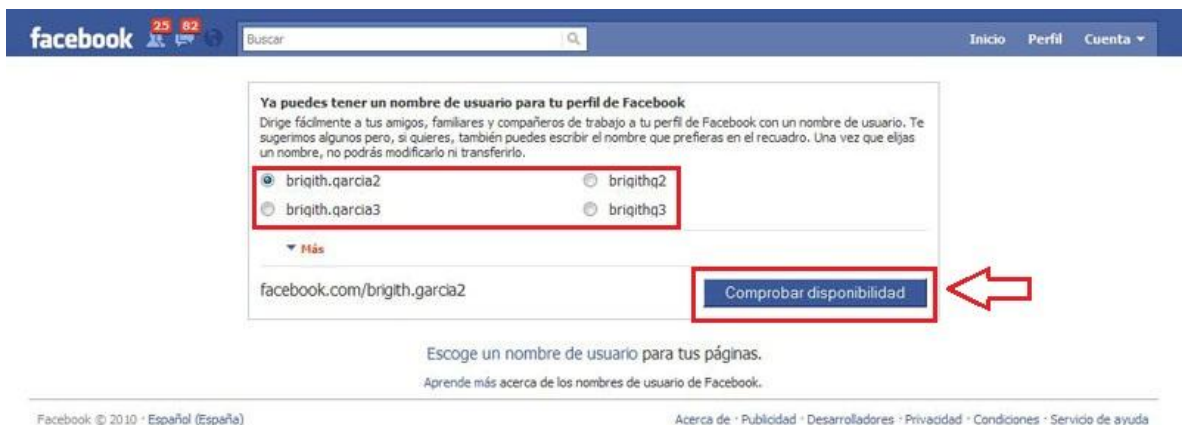 facebook 25 82 Buscar Inicio Perfil Cuenta
Ya puedes tener un nombre de usuario para tu perfil de Facebook
Dirige fácilmente a tus amigos, familiares y compañeros de trabajo a tu perfil de Facebook con un nombre de usuario. Te
sugerimos algunos pero, si quieres, también puedes escribir el nombre que prefieras en el recuadro. Una vez que elijas
un nombre, no podrás modificarlo ni transferirlo.
brigith.garcia2 brigithg2
brigith.garcia3 brigithg3
Más
facebook.com/brigith.garcia2 Comprobar disponibilidad
Escoge un nombre de usuario para tus páginas.
Aprende más acerca de los nombres de usuario de Facebook.
Facebook © 2010 · Español (España) Acerca de · Publicidad · Desarrolladores · Privacidad · Condiciones · Servicio de ayuda